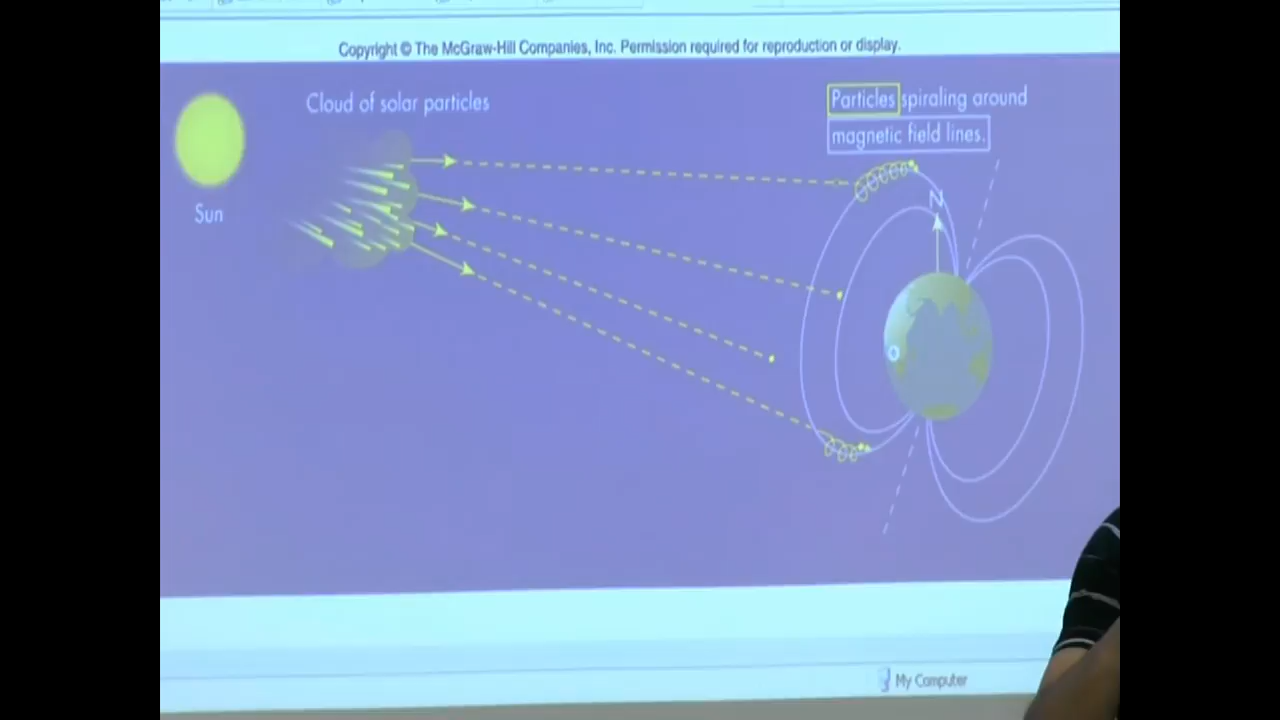 Copyright © The McGraw-Hill Companies, Inc. Permission required for reproduction or display.
Cloud of solar particles
Particles spiraling around
magnetic field lines.
Sun
N
My Computer